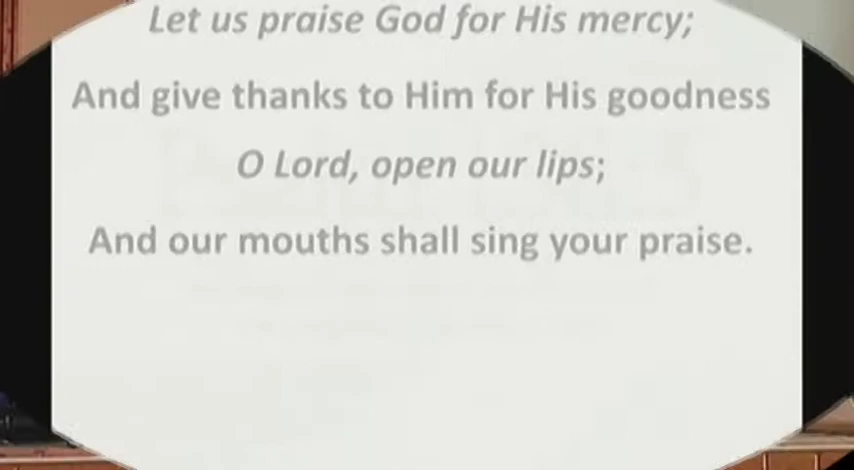 Let us praise God for His mercy;
And give thanks to Him for His goodness
O Lord, open our lips;
And our mouths shall sing your praise.